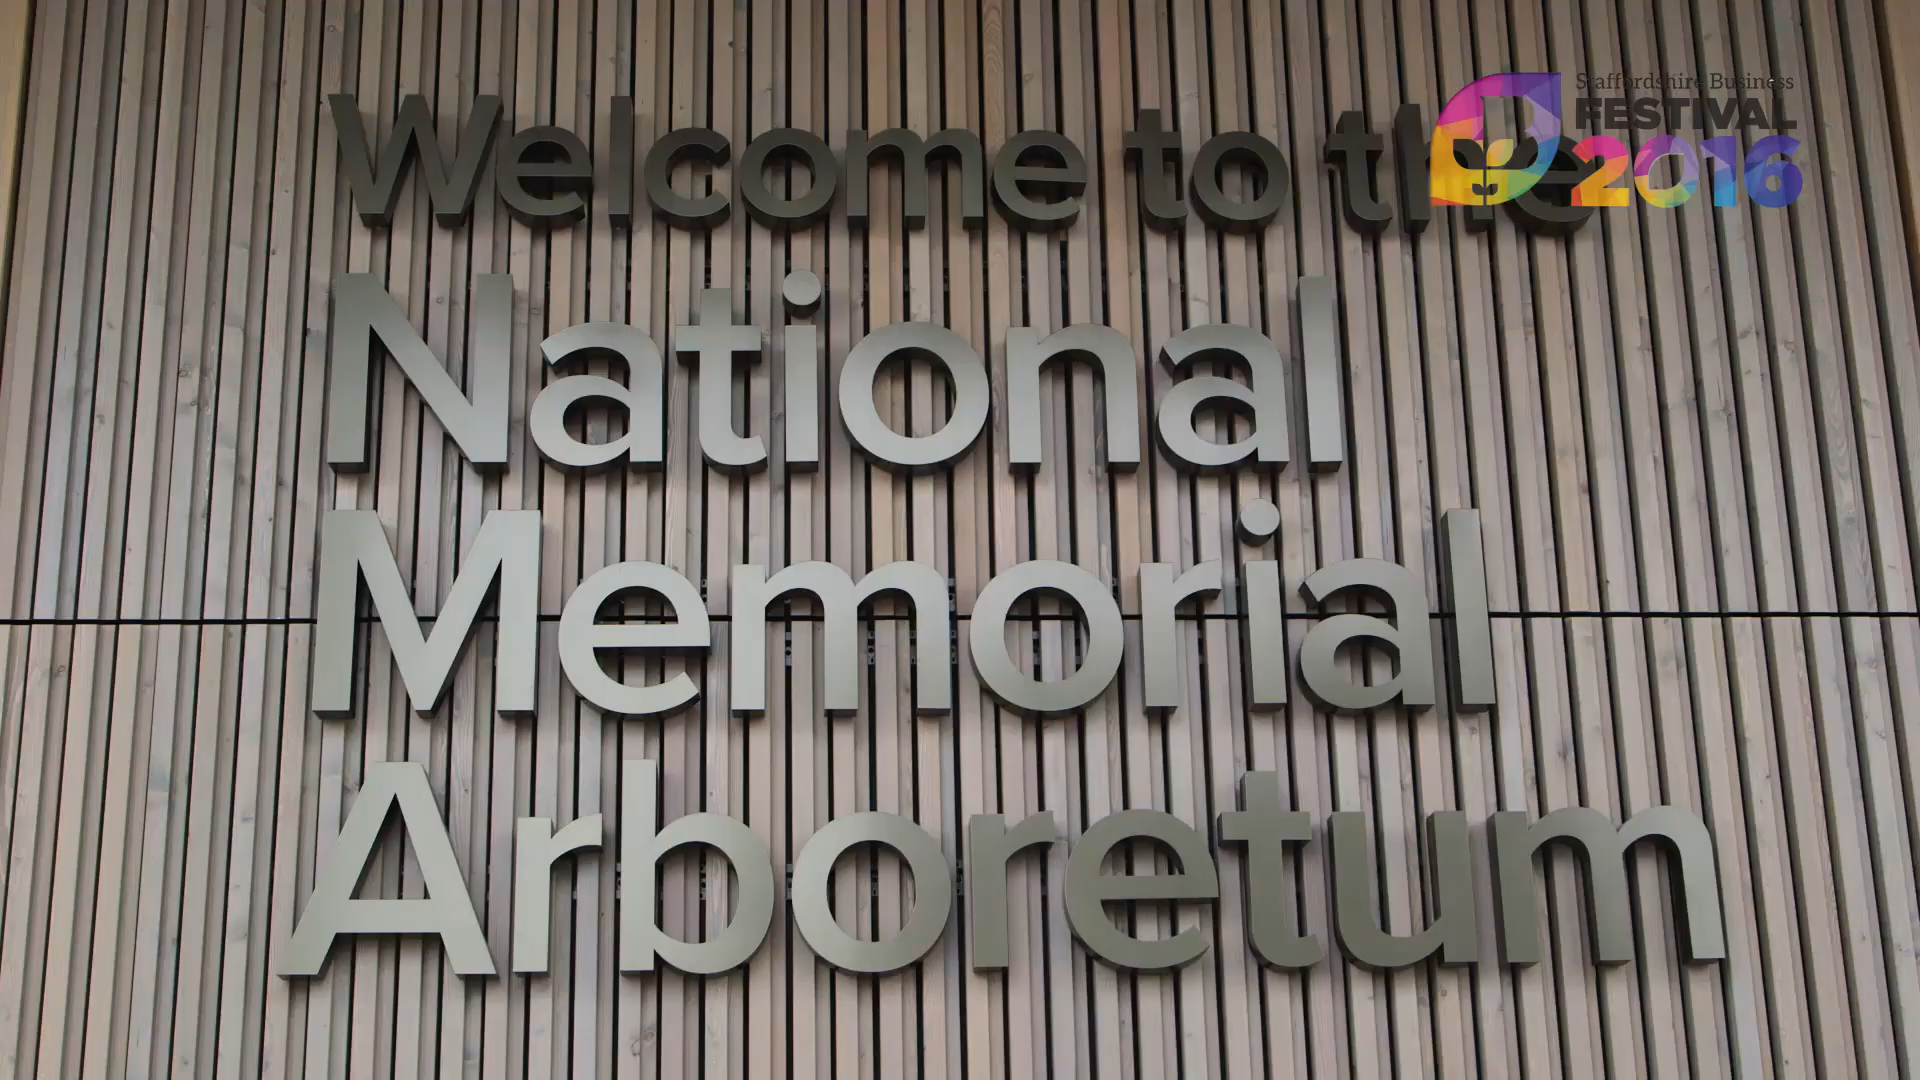 Welcome to the
National
Memorial
Arboretum
Staffordshire Business
FESTIVAL
2016